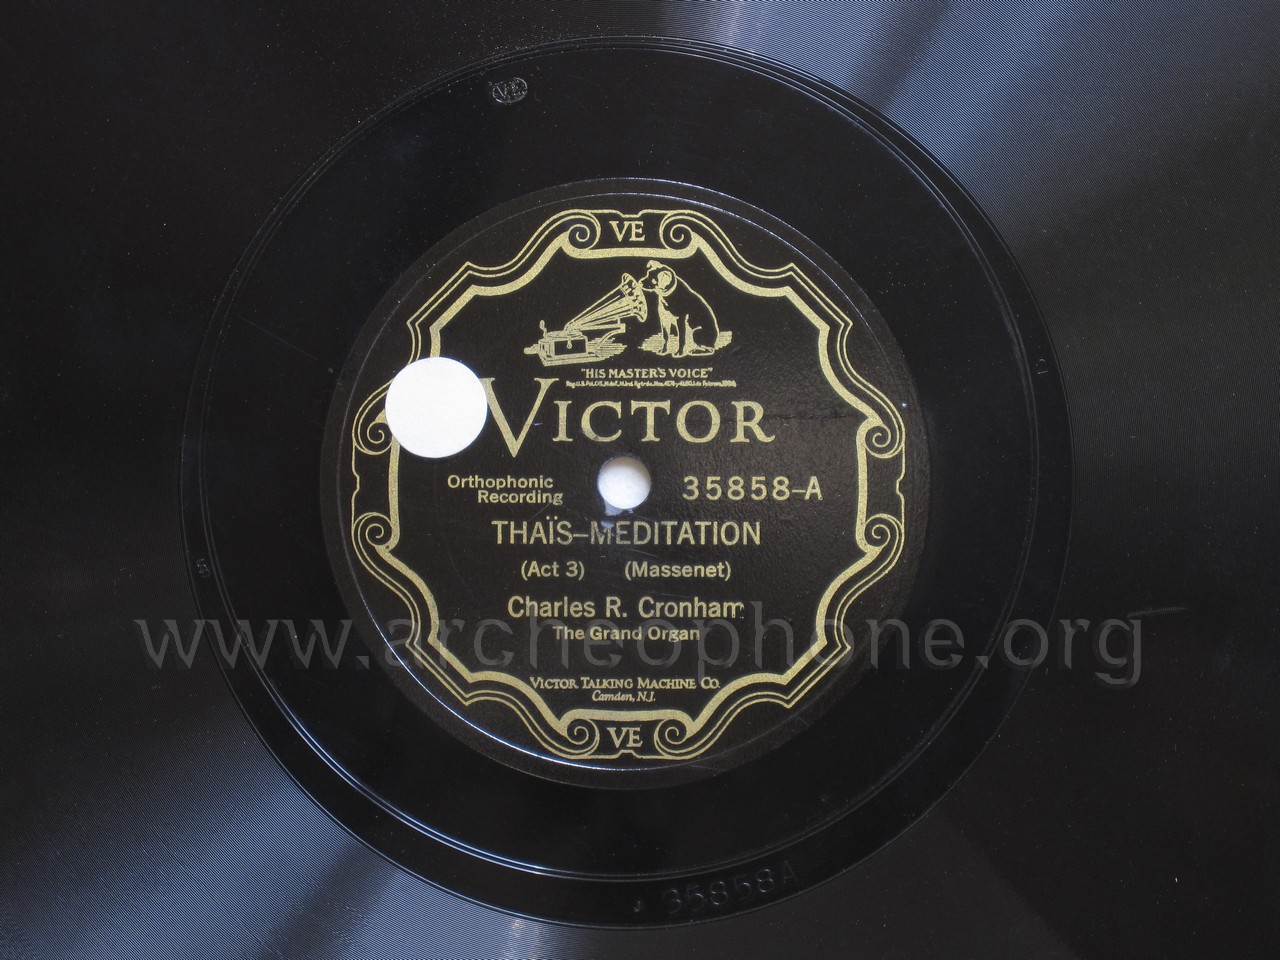 V.E.
VE
"HIS MASTER'S VOICE"
VICTOR
Orthophonic
Recording
35858-A
THAÏS-MEDITATION
(Act 3) (Massenet)
Charles R. Cronham
The Grand Organ
www.archeophone.org
VICTOR TALKING MACHINE CO.
Camden, N.J.
VE
35858A